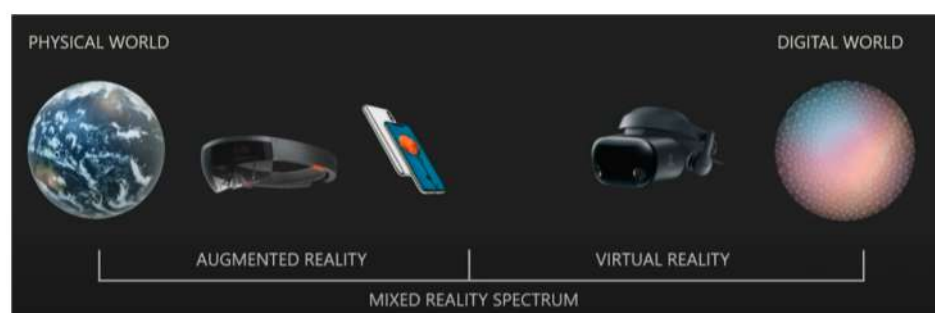 PHYSICAL WORLD
DIGITAL WORLD
AUGMENTED REALITY
VIRTUAL REALITY
MIXED REALITY SPECTRUM